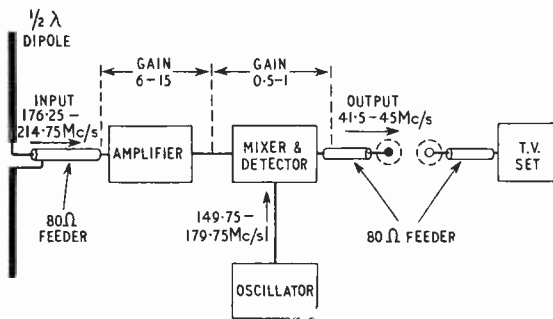 1/2 λ
DIPOLE
GAIN
6-15
GAIN
0·5-1
INPUT
176·25-
214·75Mc/s
OUTPUT
41·5-45Mc/s
AMPLIFIER
MIXER &
DETECTOR
T.V.
SET
80Ω
FEEDER
149·75-
179·75Mc/s
80Ω FEEDER
OSCILLATOR